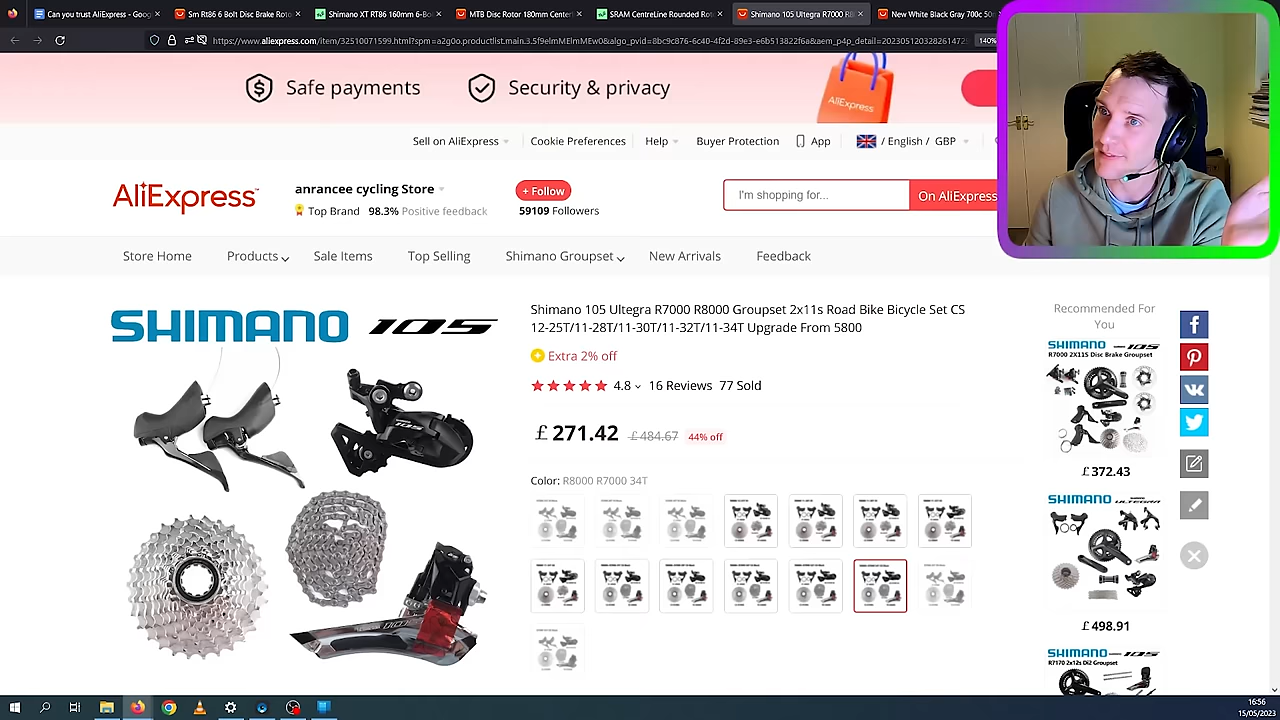 Can you trust AliExpress - Goog
Sm Rt86 6 Bolt Disc Brake Rotor
Shimano XT RT86 160mm 6-Bo
MTB Disc Rotor 180mm Center
SRAM CentreLine Rounded Rot
Shimano 105 Ultegra R7000 R8
New White Black Gray 700c 50
https://www.aliexpress.com/item/32510071599.html?spm=a2g0o.productlist.main.3.5f9elmMElmMEw0&algo_pvid=8bc9c876-6c40-4f2d-89e3-e6b513822f6a&aem_p4p_detail=202305120328261472
140%
Safe payments
Security & privacy
AliExpress
Sell on AliExpress
Cookie Preferences
Help
Buyer Protection
App
/ English / GBP
AliExpress
anrancee cycling Store
+ Follow
Top Brand 98.3% Positive feedback
59109 Followers
I'm shopping for...
On AliExpress
Store Home
Products
Sale Items
Top Selling
Shimano Groupset
New Arrivals
Feedback
SHIMANO 105
105
Shimano 105 Ultegra R7000 R8000 Groupset 2x11s Road Bike Bicycle Set CS
12-25T/11-28T/11-30T/11-32T/11-34T Upgrade From 5800
Extra 2% off
4.8 16 Reviews 77 Sold
£271.42 £484.67 44% off
Color: R8000 R7000 34T
Recommended For
You
SHIMANO 105
R7000 2X11S Disc Brake Groupset
£372.43
SHIMANO ULTEGRA
£498.91
SHIMANO 105
R7170 2x12s Di2 Groupset
16:56
15/05/2023